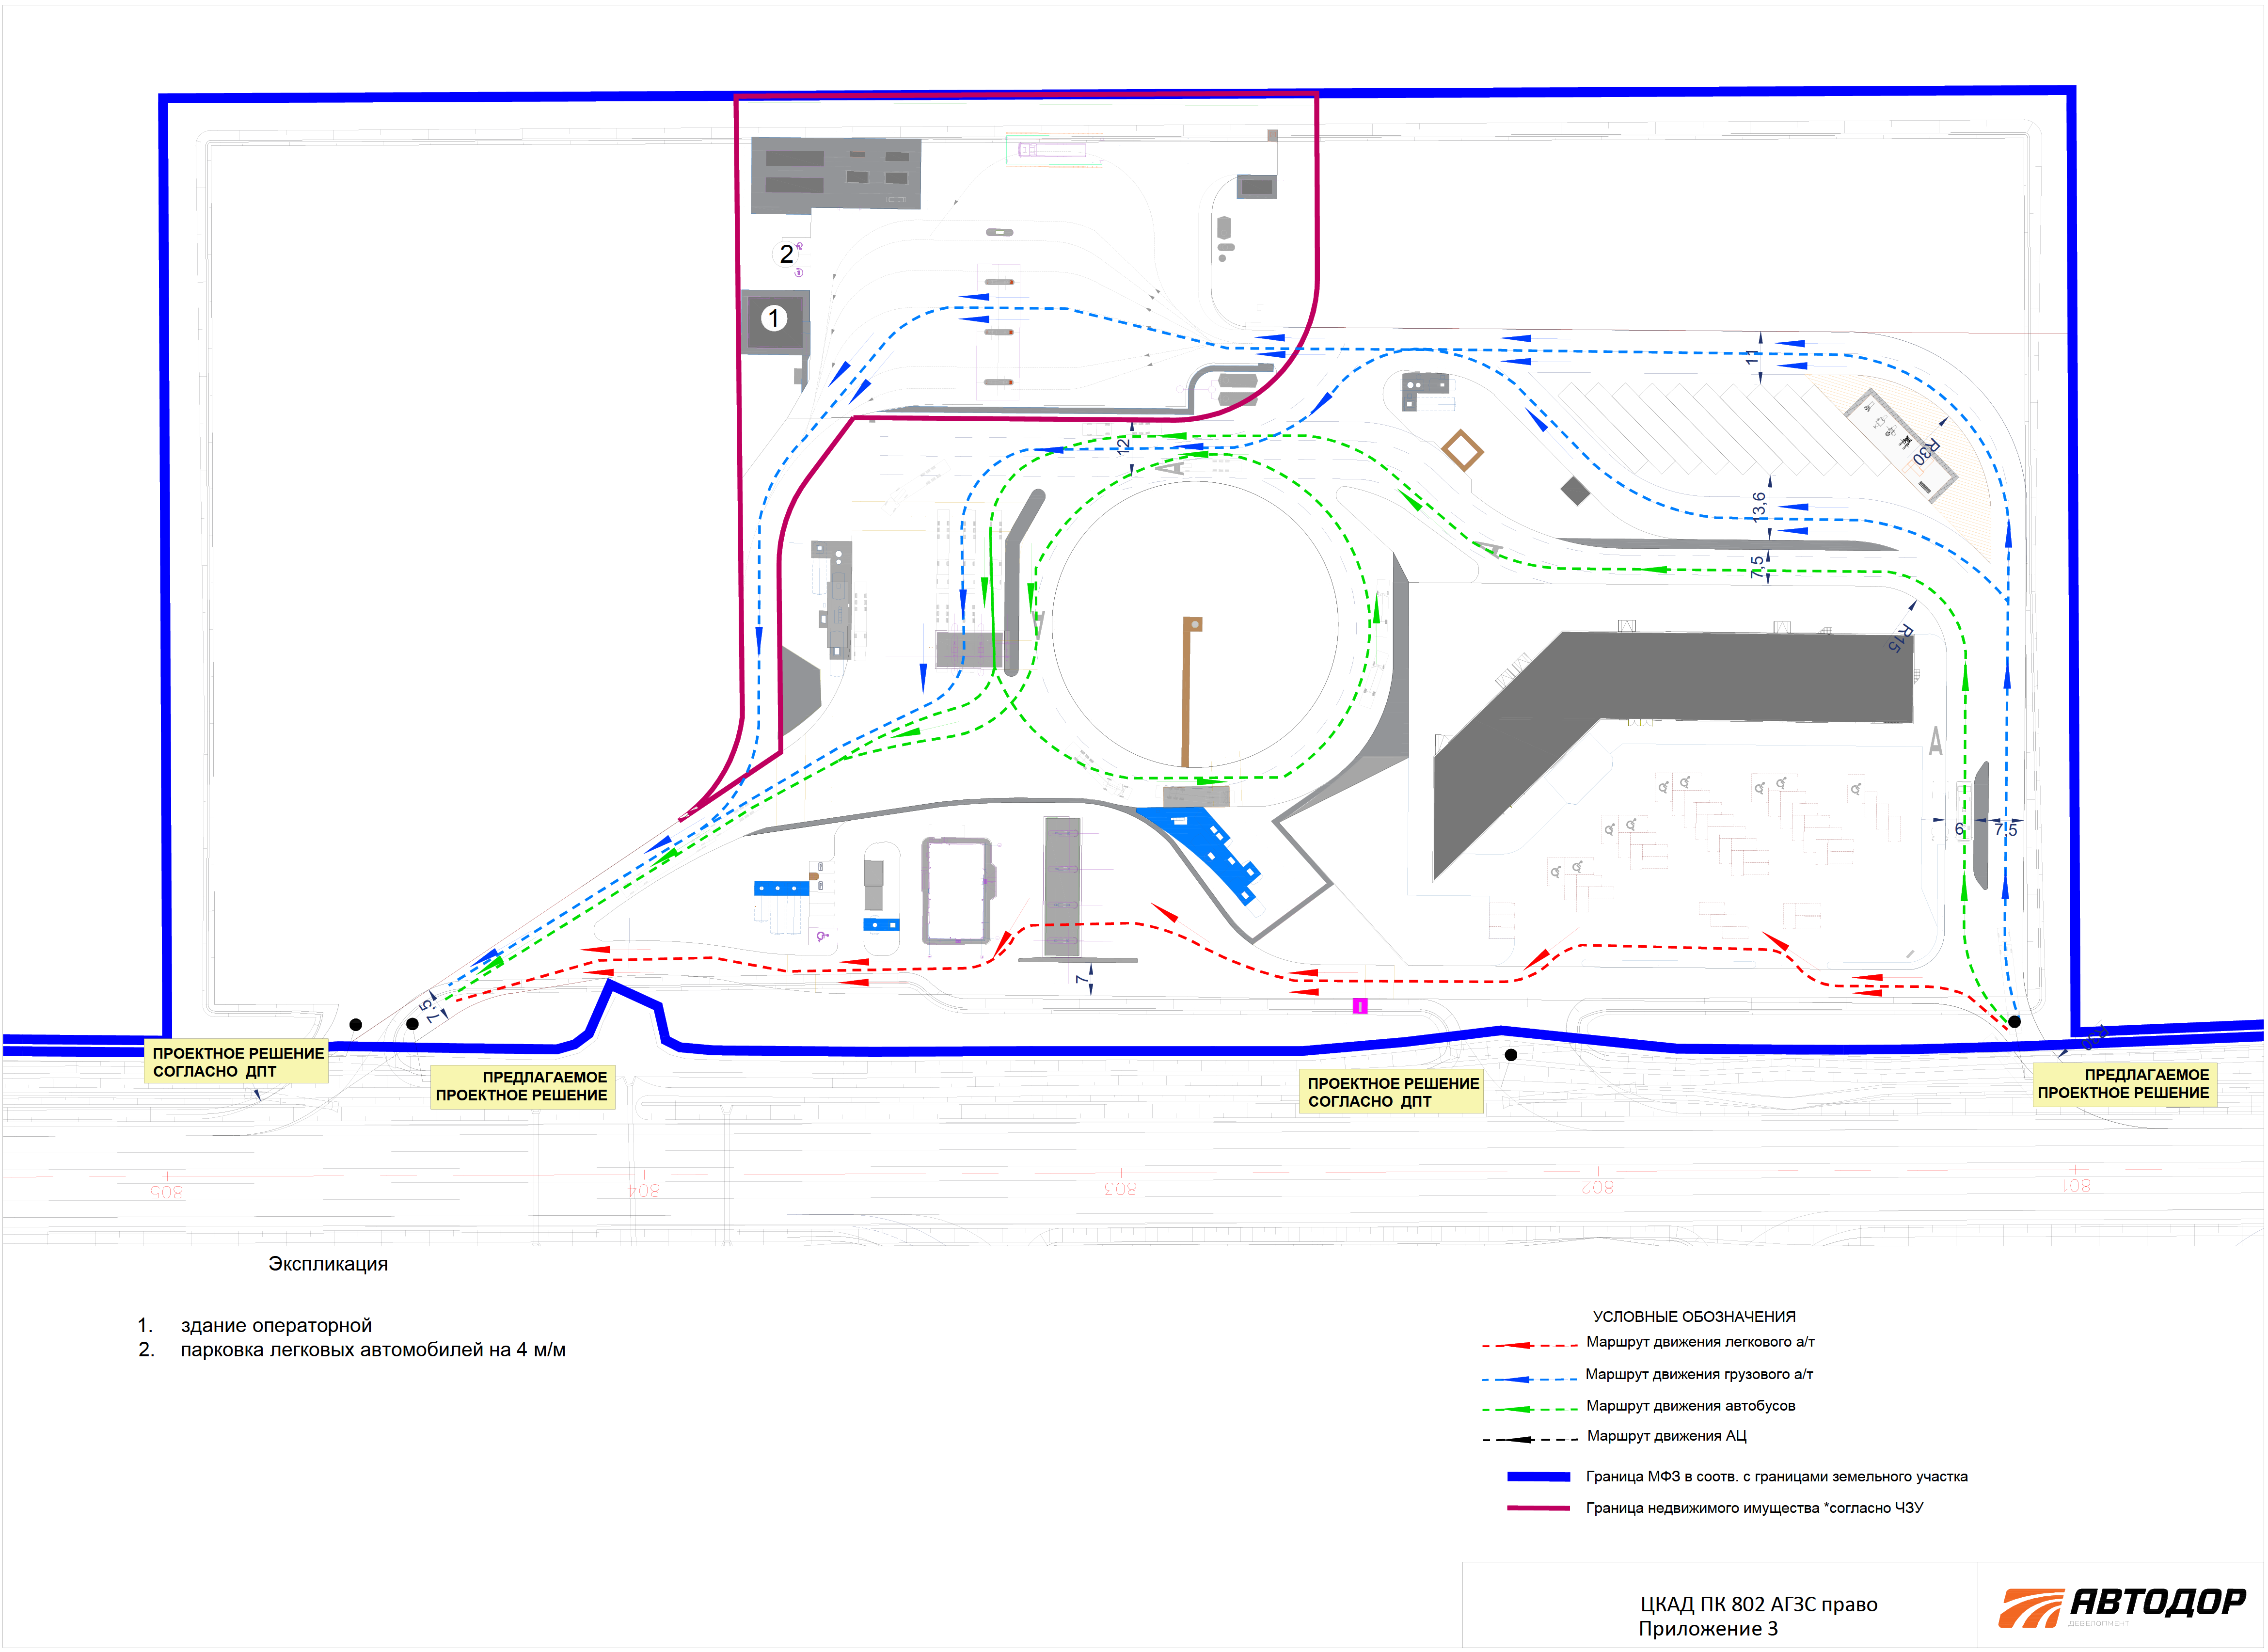 2
1
11
R30
12
13,6
7,5
R15
А
А
А
А
6
7,5
7
7,5
ПРОЕКТНОЕ РЕШЕНИЕ
СОГЛАСНО ДПТ
ПРЕДЛАГАЕМОЕ
ПРОЕКТНОЕ РЕШЕНИЕ
ПРОЕКТНОЕ РЕШЕНИЕ
СОГЛАСНО ДПТ
ПРЕДЛАГАЕМОЕ
ПРОЕКТНОЕ РЕШЕНИЕ
805
804
803
802
801
Экспликация
1. здание операторной
2. парковка легковых автомобилей на 4 м/м
УСЛОВНЫЕ ОБОЗНАЧЕНИЯ
Маршрут движения легкового а/т
Маршрут движения грузового а/т
Маршрут движения автобусов
Маршрут движения АЦ
Граница МФЗ в соотв. с границами земельного участка
Граница недвижимого имущества *согласно ЧЗУ
ЦКАД ПК 802 АГЗС право
Приложение 3
АВТОДОР
ДЕВЕЛОПМЕНТ